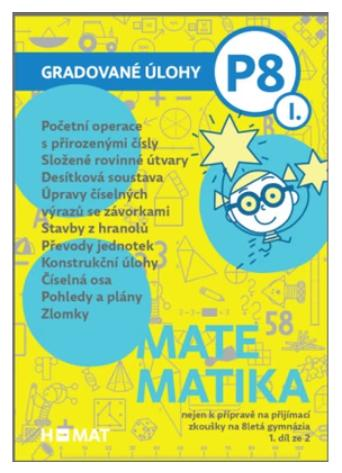 GRADOVANÉ ÚLOHY
P8
I.
Početní operace
s přirozenými čísly
Složené rovinné útvary
Desítková soustava
Úpravy číselných
výrazů se závorkami
Stavby z hranolů
Převody jednotek
Konstrukční úlohy
Číselná osa
Pohledy a plány
Zlomky
58
MATE
MATIKA
nejen k přípravě na přijímací
zkoušky na 8letá gymnázia
1. díl ze 2
H MAT